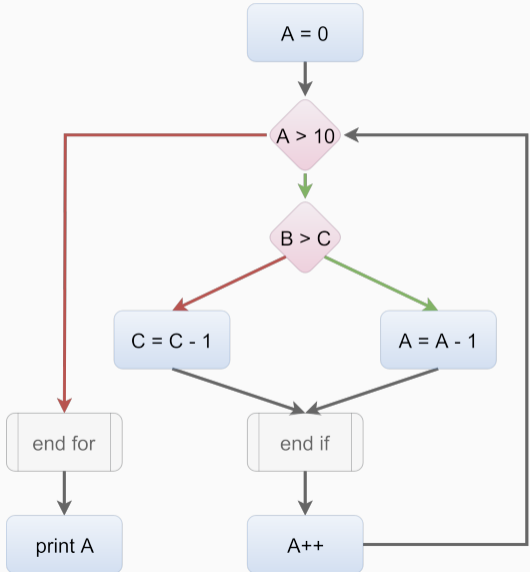 A = 0
A > 10
B > C
C = C - 1
A = A - 1
end for
end if
print A
A++